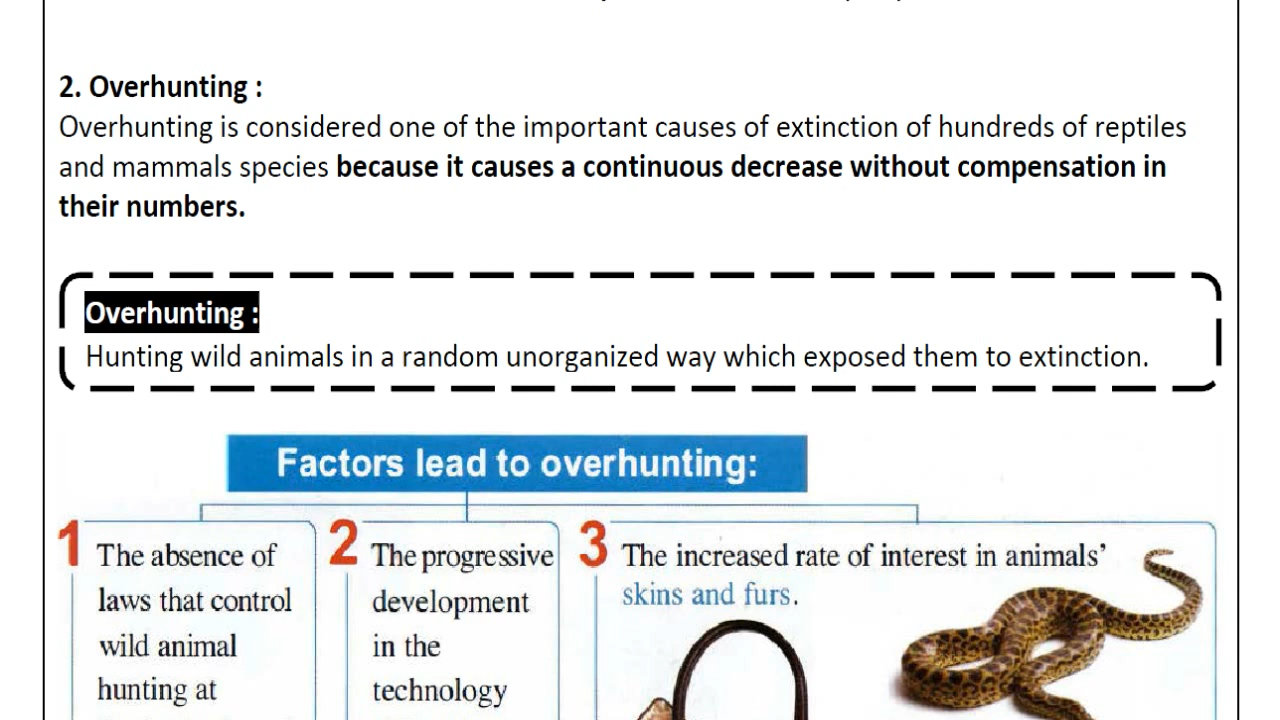 2. Overhunting :
Overhunting is considered one of the important causes of extinction of hundreds of reptiles
and mammals species because it causes a continuous decrease without compensation in
their numbers.
Overhunting :
Hunting wild animals in a random unorganized way which exposed them to extinction.
Factors lead to overhunting:
1 The absence of
laws that control
wild animal
hunting at
2 The progressive
development
in the
technology
3 The increased rate of interest in animals’
skins and furs.